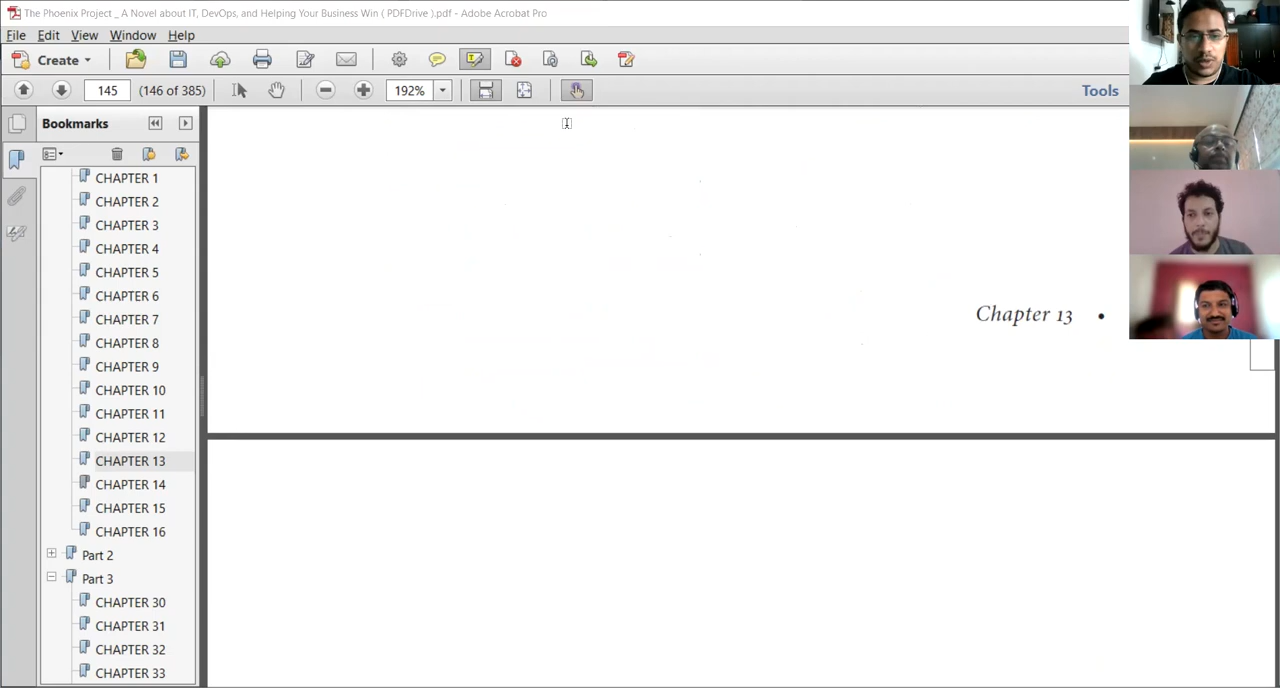 The Phoenix Project _ A Novel about IT, DevOps, and Helping Your Business Win ( PDFDrive ).pdf - Adobe Acrobat Pro
File Edit View Window Help
Create
145 (146 of 385) 192% Tools
Bookmarks
CHAPTER 1
CHAPTER 2
CHAPTER 3
CHAPTER 4
CHAPTER 5
CHAPTER 6
CHAPTER 7
CHAPTER 8
CHAPTER 9
CHAPTER 10
CHAPTER 11
CHAPTER 12
CHAPTER 13
CHAPTER 14
CHAPTER 15
CHAPTER 16
Part 2
Part 3
CHAPTER 30
CHAPTER 31
CHAPTER 32
CHAPTER 33
Chapter 13 •